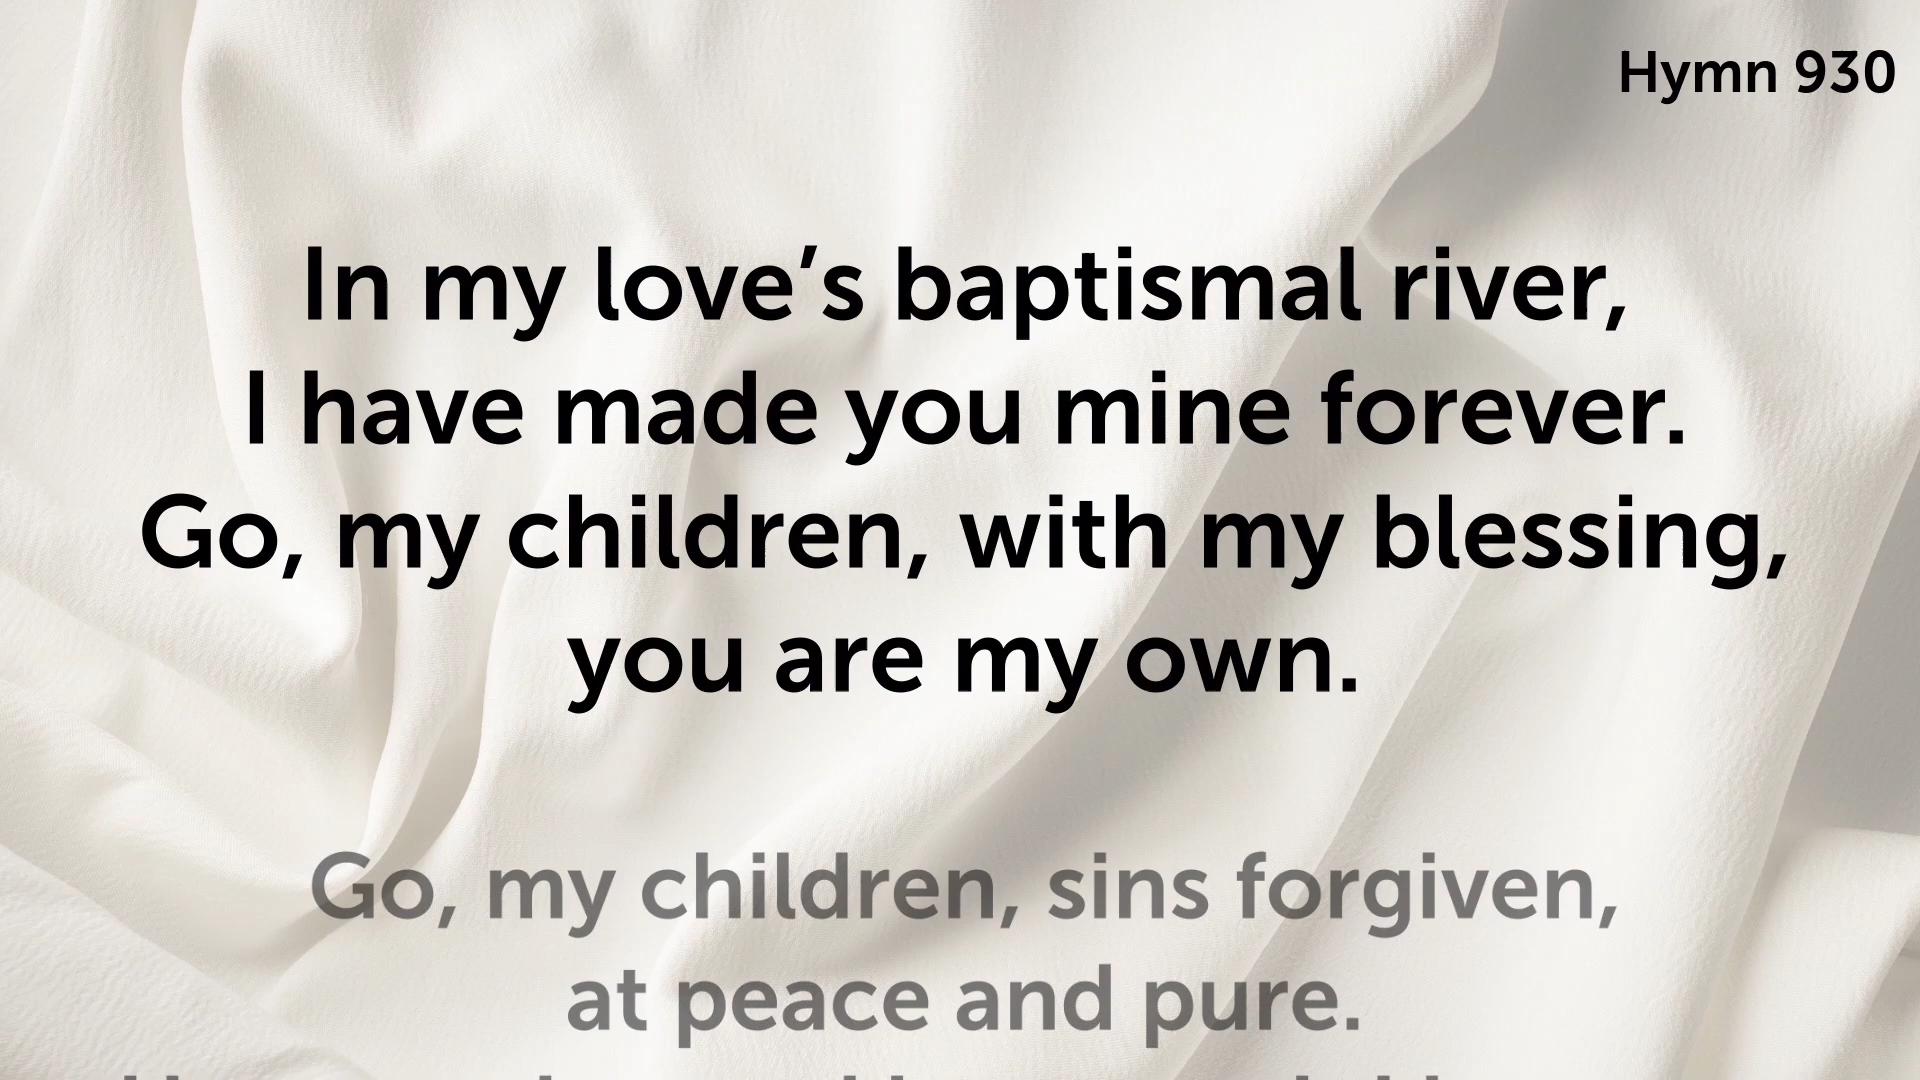 Hymn 930
In my love’s baptismal river,
I have made you mine forever.
Go, my children, with my blessing,
you are my own.
Go, my children, sins forgiven,
at peace and pure.